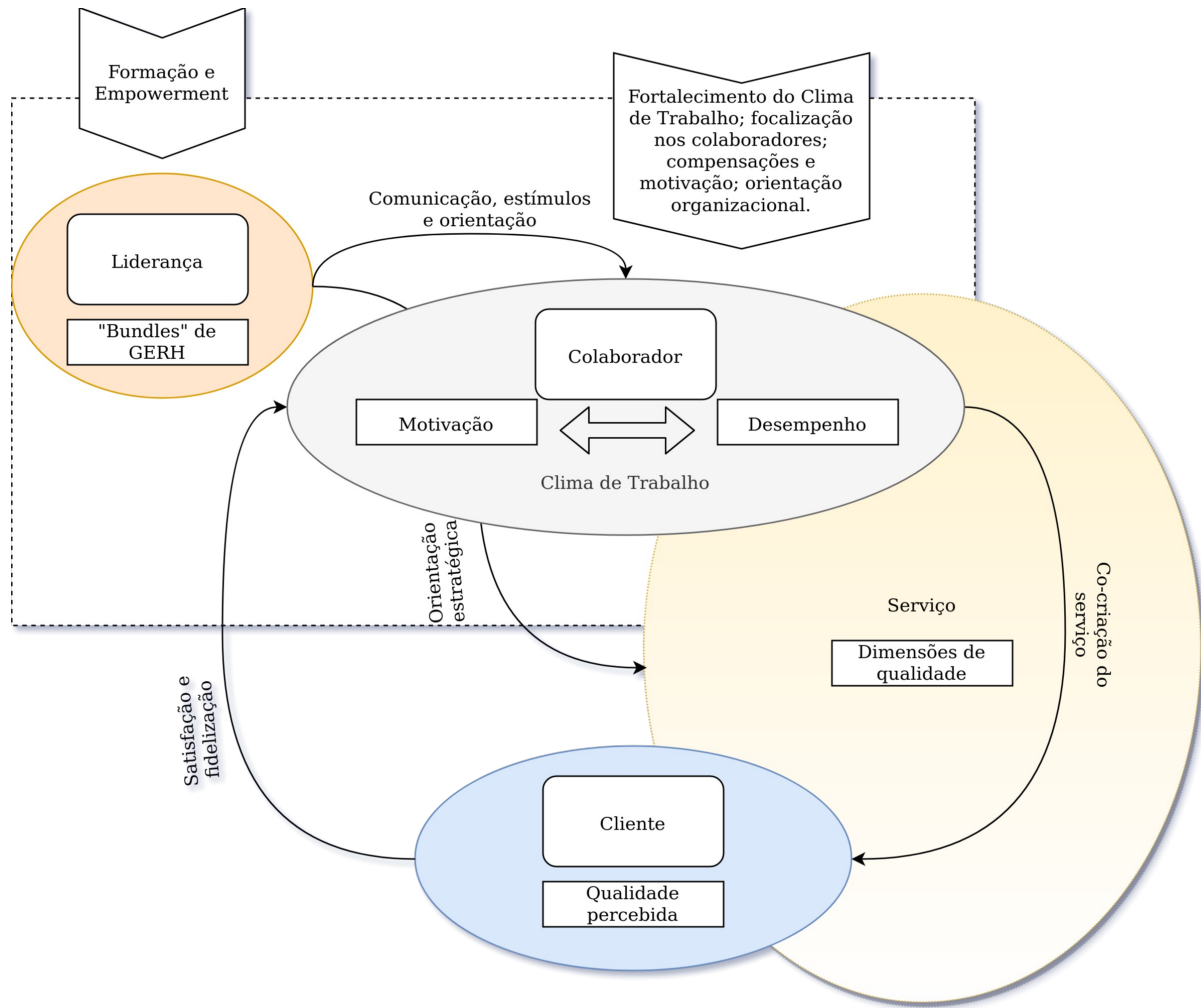 Formação e
Empowerment
Fortalecimento do Clima
de Trabalho; focalização
nos colaboradores;
compensações e
motivação; orientação
organizacional.
Comunicação, estímulos
e orientação
Liderança
"Bundles" de
GERH
Colaborador
Motivação
Desempenho
Clima de Trabalho
Orientação
estratégica
Serviço
Dimensões de
qualidade
Co-criação do
serviço
Satisfação e
fidelização
Cliente
Qualidade
percebida